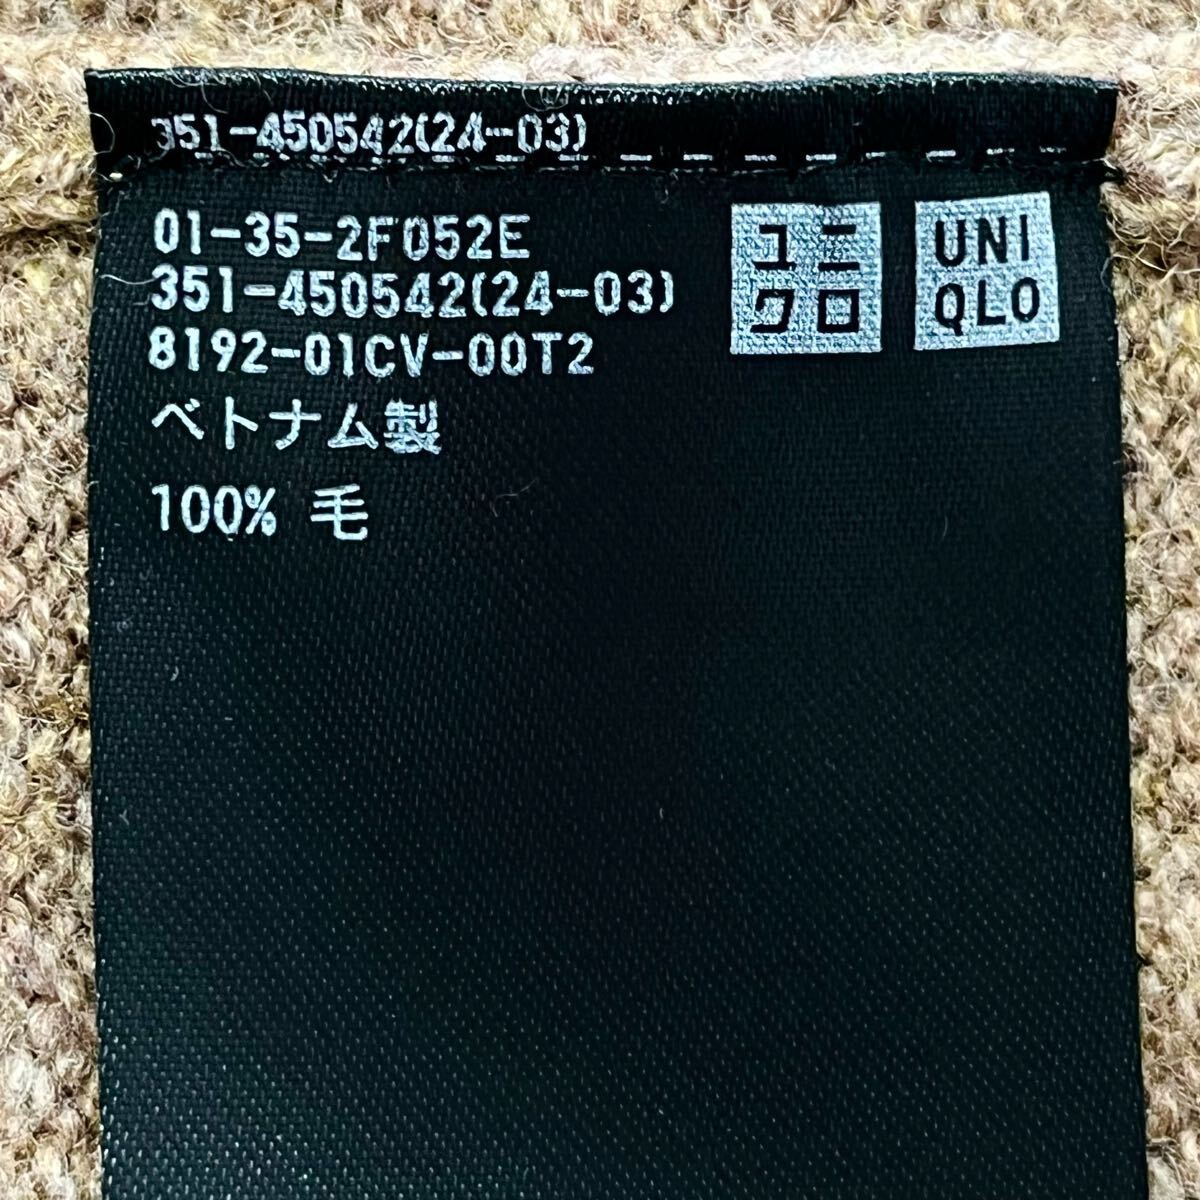 351-450542(24-03)
01-35-2F052E
351-450542(24-03)
8192-01CV-00T2
ベトナム製
100% 毛
ユニ
クロ
UNI
QLO